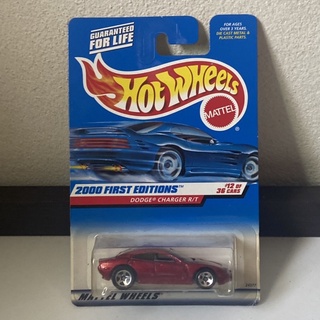 GUARANTEED
FOR LIFE
FOR AGES
OVER 3 YEARS
DIE CAST METAL &
PLASTIC PARTS
Hot Wheels
MATTEL
2000 FIRST EDITIONS™
DODGE® CHARGER R/T
#12 OF
36 CARS
MATTEL WHEELS